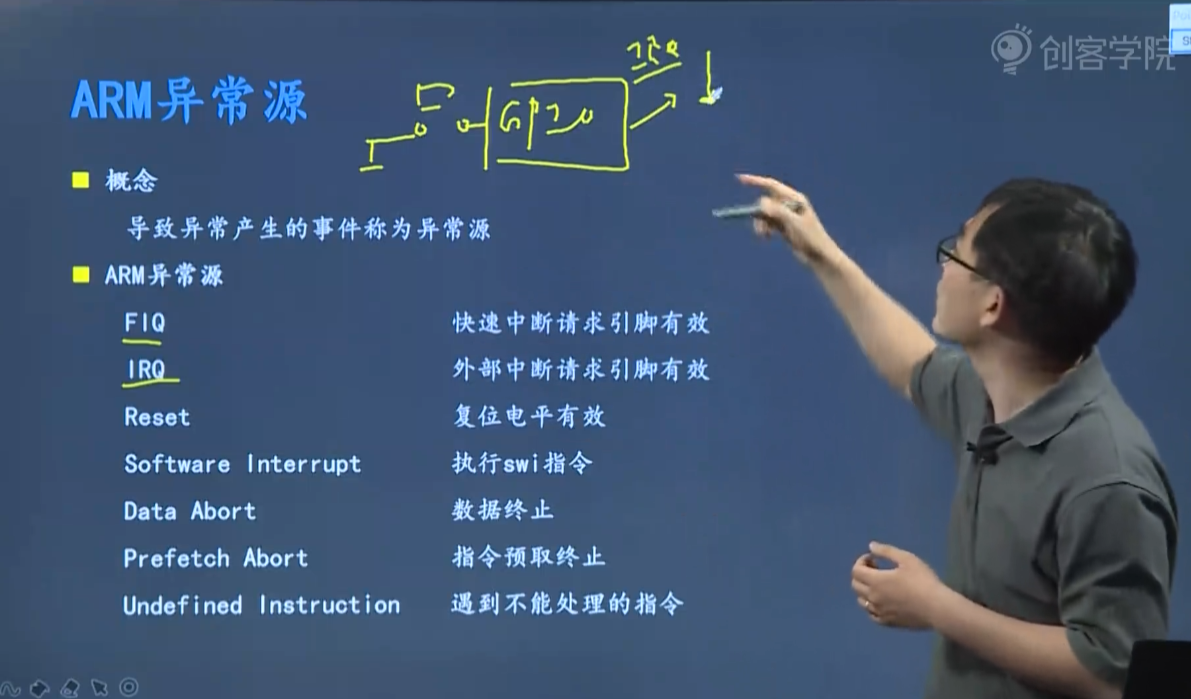 创客学院
IRQ
ARM异常源
GPIO
概念
导致异常产生的事件称为异常源
ARM异常源
FIQ 快速中断请求引脚有效
IRQ 外部中断请求引脚有效
Reset 复位电平有效
Software Interrupt 执行swi指令
Data Abort 数据终止
Prefetch Abort 指令预取终止
Undefined Instruction 遇到不能处理的指令